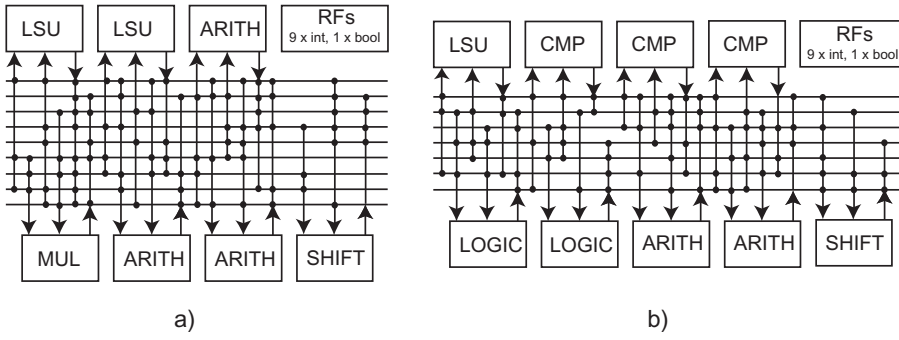 LSU LSU ARITH RFs
9 x int, 1 x bool
MUL ARITH ARITH SHIFT
a)
LSU CMP CMP CMP RFs
9 x int, 1 x bool
LOGIC LOGIC ARITH ARITH SHIFT
b)